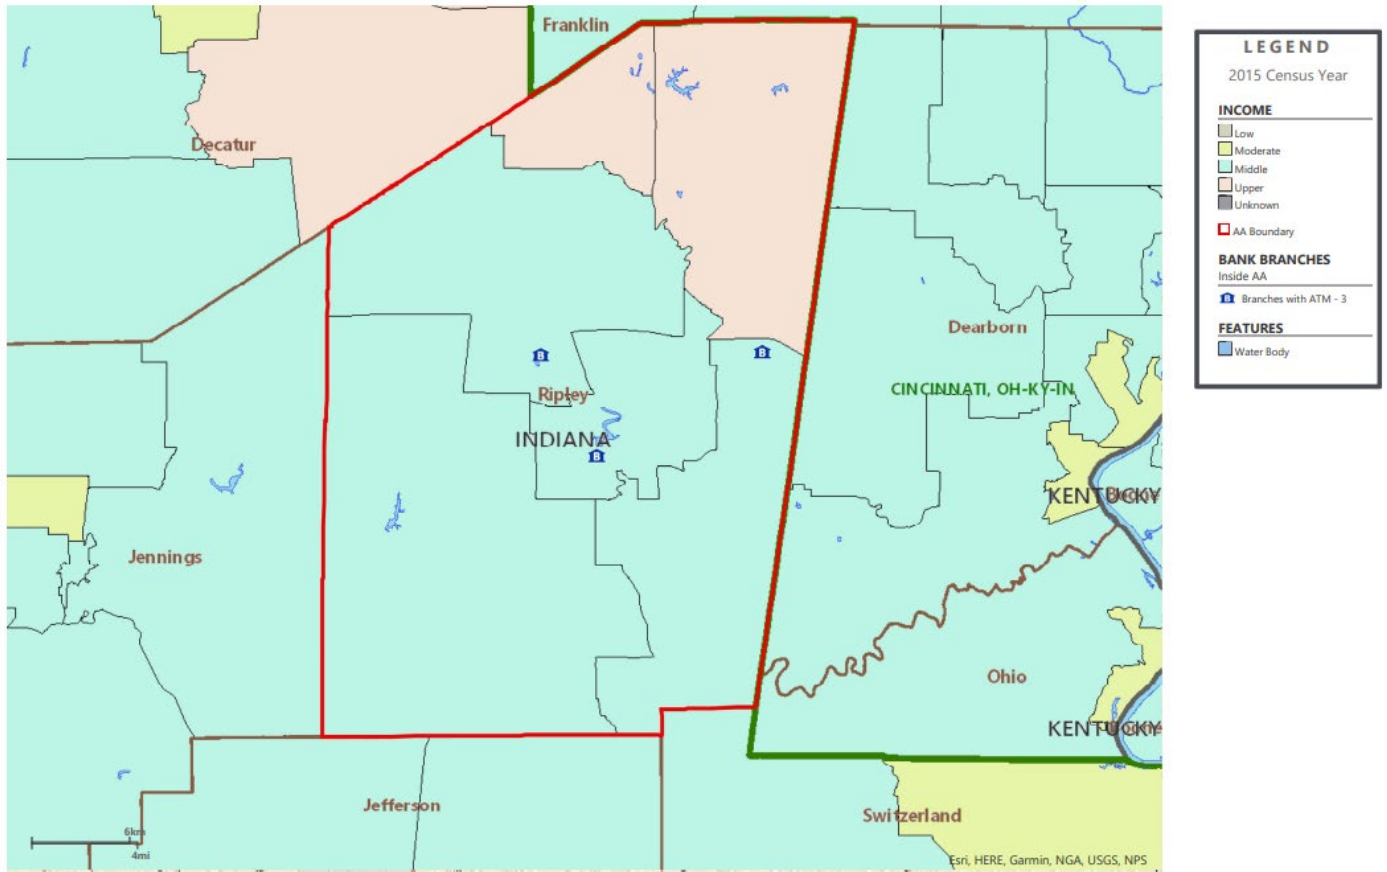 Franklin
Decatur
Dearborn
CINCINNATI, OH-KY-IN
Ripley
INDIANA
KENTUCKY
Jennings
Ohio
KENTUCKY
Jefferson
Switzerland
6km
4mi
Esri, HERE, Garmin, NGA, USGS, NPS
LEGEND
2015 Census Year
INCOME
Low
Moderate
Middle
Upper
Unknown
AA Boundary
BANK BRANCHES
Inside AA
Branches with ATM - 3
FEATURES
Water Body